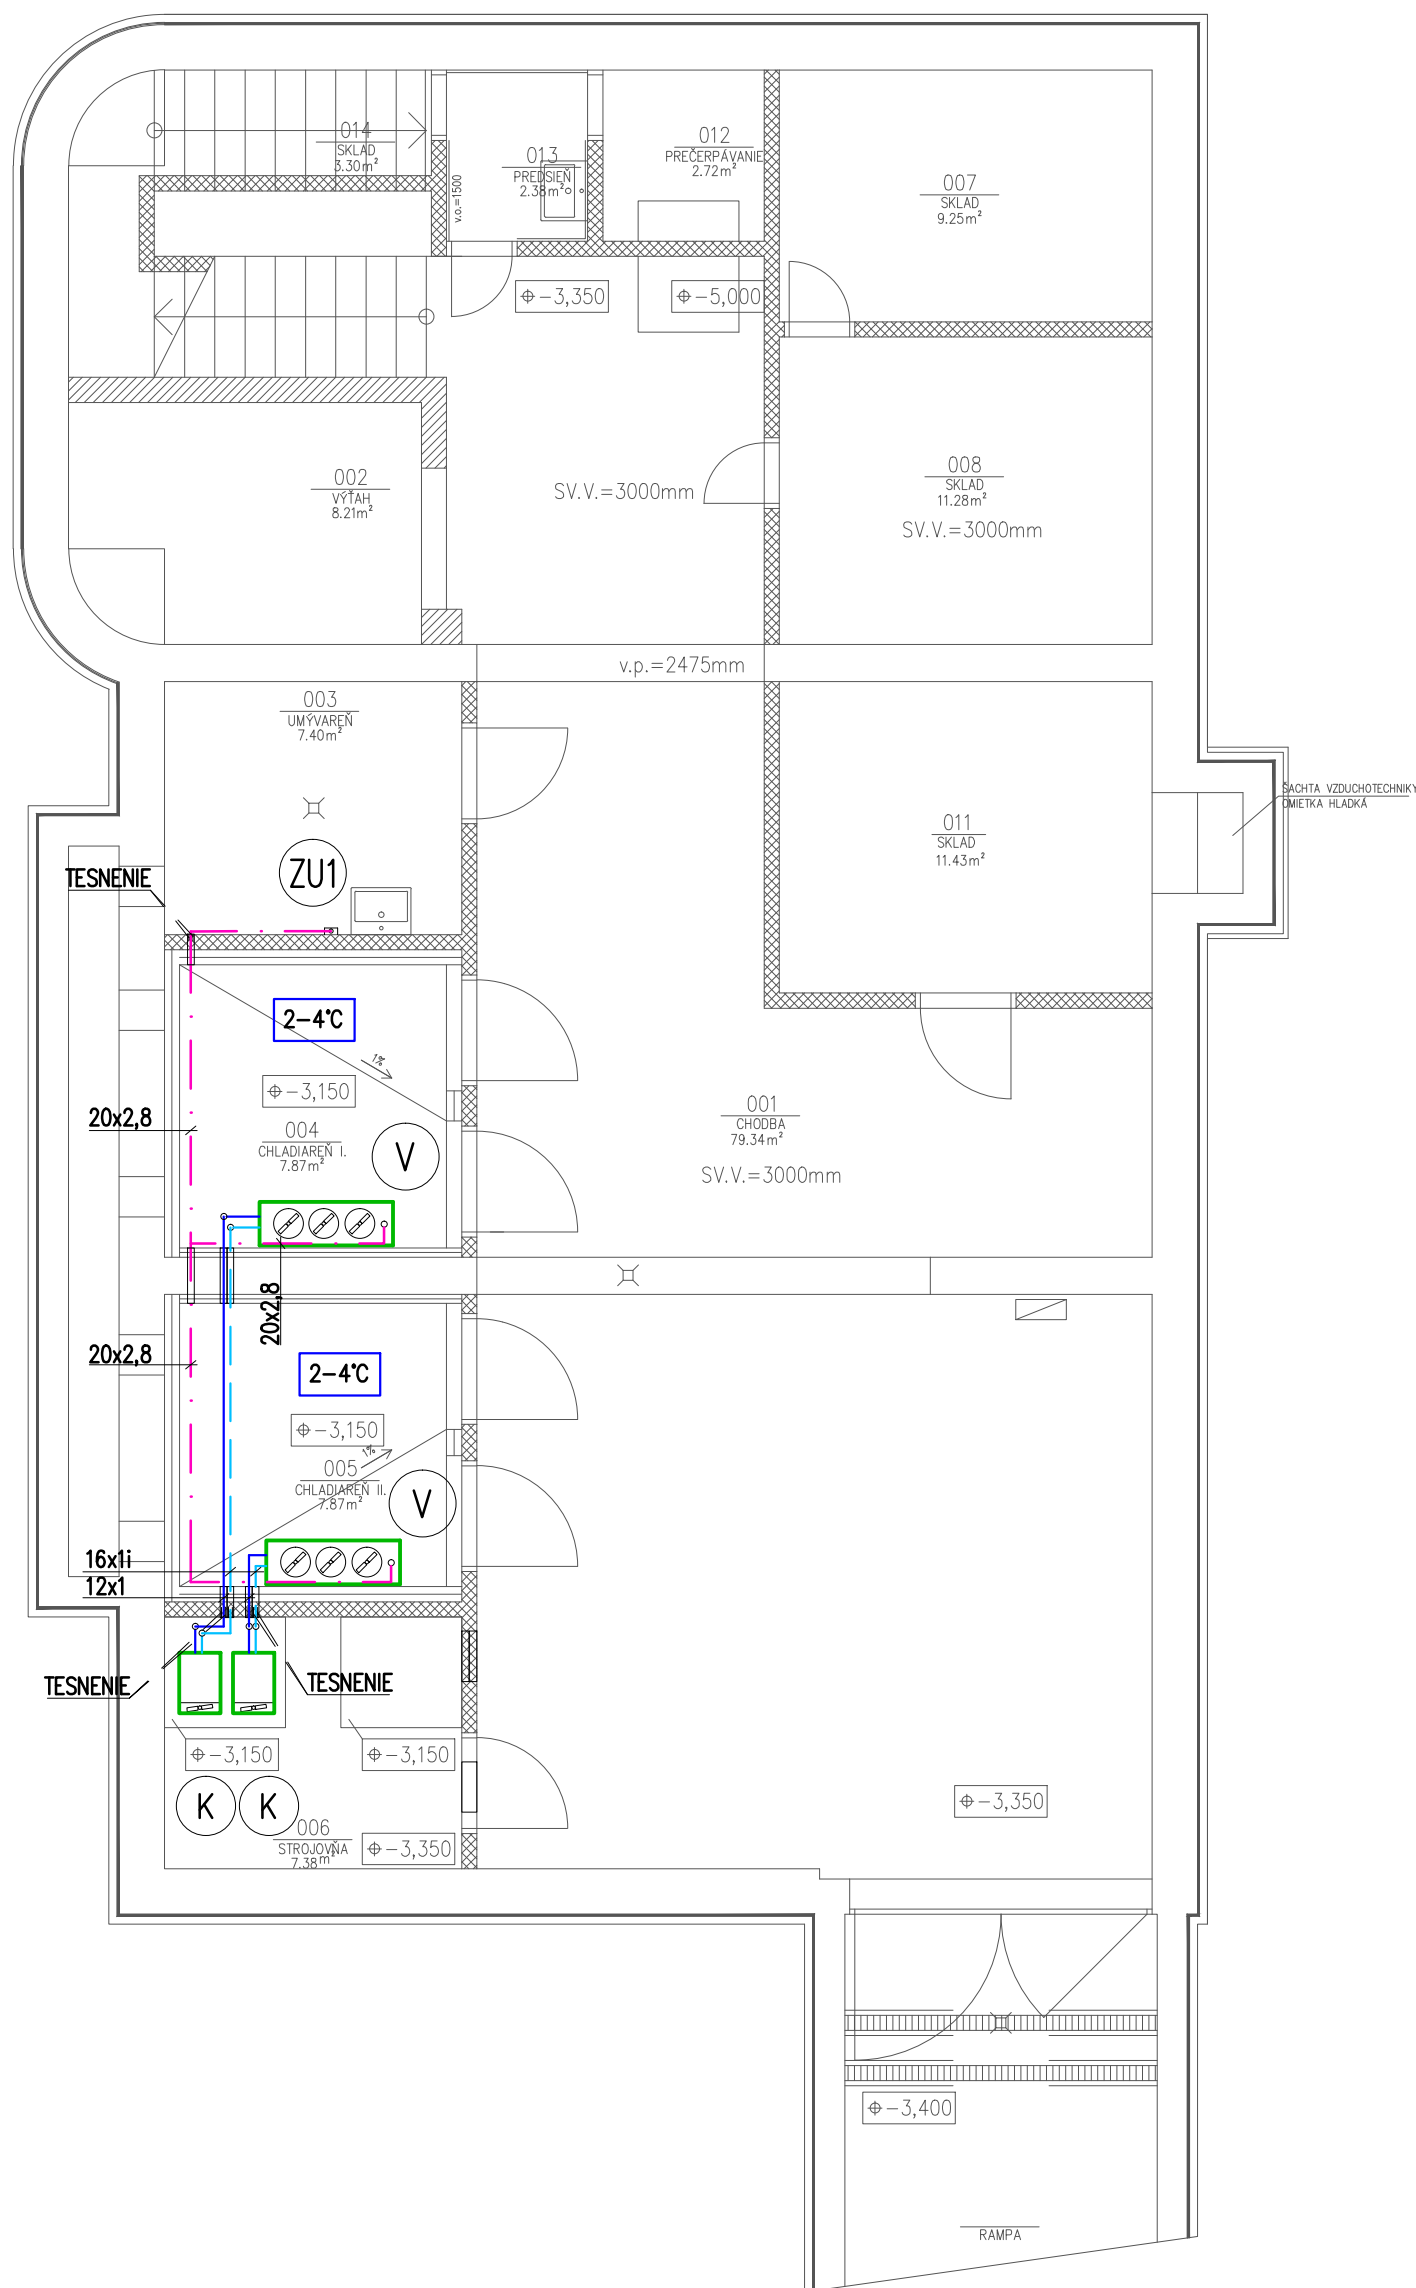 014
SKLAD
3.30m²
013
PREDSIEŇ
2.38m²
v.o.=1500
012
PREČERPÁVANIE
2.72m²
007
SKLAD
9.25m²
-3,350
-5,000
002
VÝŤAH
8.21m²
SV.V.=3000mm
008
SKLAD
11.28m²
SV.V.=3000mm
v.p.=2475mm
003
UMÝVAREŇ
7.40m²
ŠACHTA VZDUCHOTECHNIKY
OMIETKA HLADKÁ
011
SKLAD
11.43m²
TESNENIE
ZU1
2-4°C
1%
-3,150
20x2,8
004
CHLADIAREŇ I.
7.87m²
V
001
CHODBA
79.34m²
SV.V.=3000mm
20x2,8
20x2,8
2-4°C
-3,150
1%
005
CHLADIAREŇ II.
7.87m²
V
16x1i
12x1
TESNENIE
TESNENIE
-3,150
-3,150
K
K
006
STROJOVŇA
7.38m²
-3,350
-3,350
-3,400
RAMPA